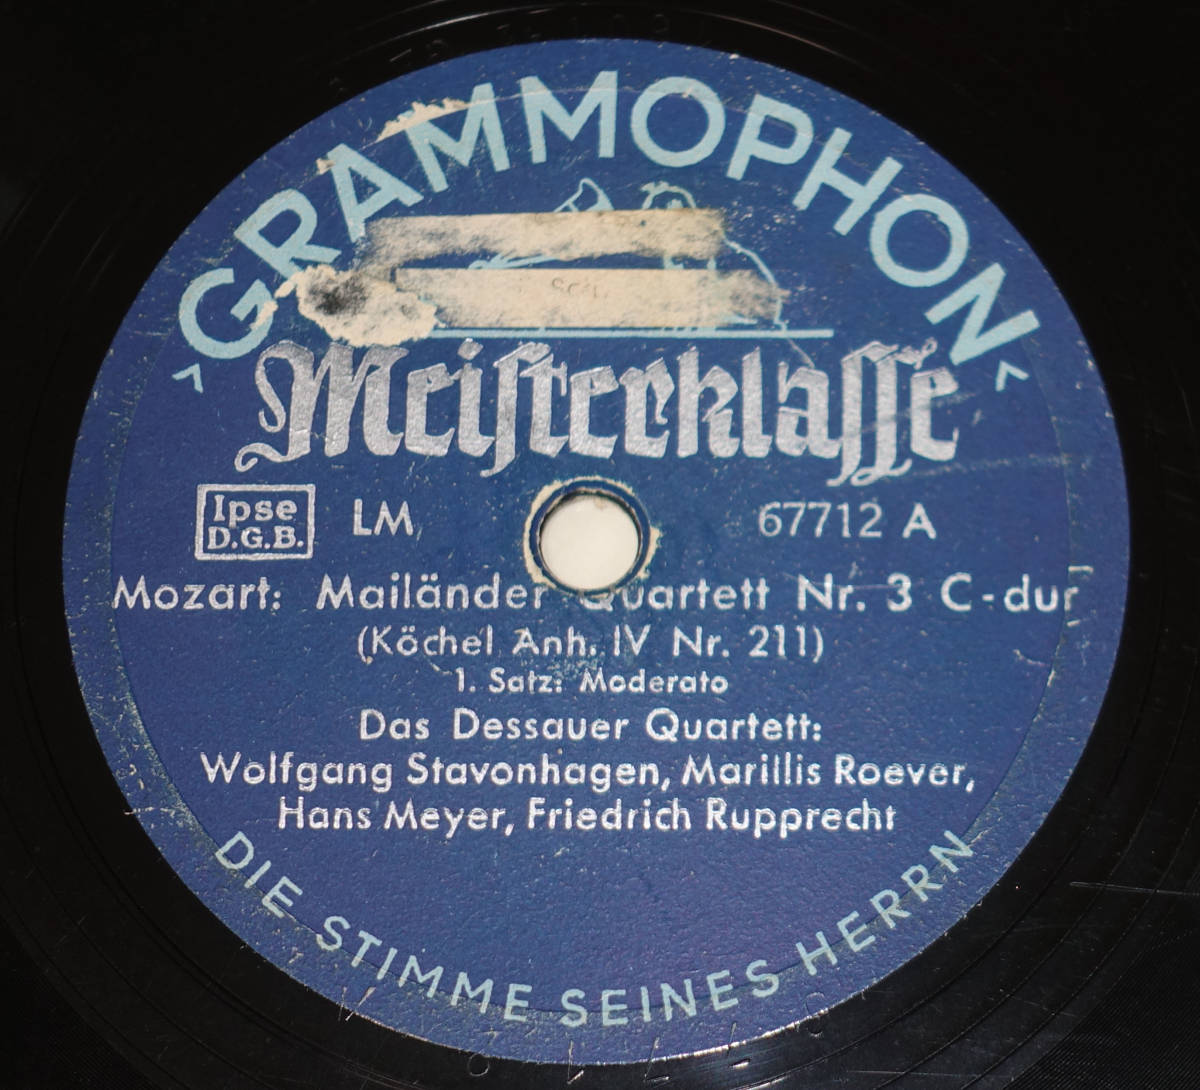 GRAMMOPHON
Meisterklasse
Ipse
D.G.B.
LM
67712 A
Mozart: Mailänder Quartett Nr. 3 C-dur
(Köchel Anh. IV Nr. 211)
1. Satz: Moderato
Das Dessauer Quartett:
Wolfgang Stavonhagen, Marillis Roever,
Hans Meyer, Friedrich Rupprecht
DIE STIMME SEINES HERRN